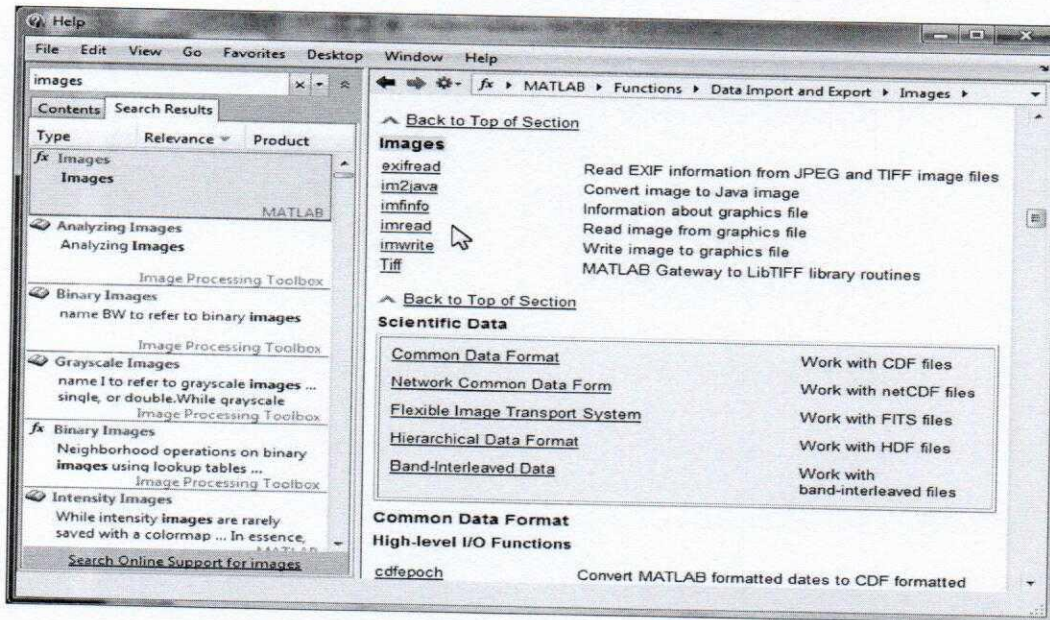 Help
File Edit View Go Favorites Desktop Window Help
images
Contents Search Results
Type Relevance Product
fx Images
Images
MATLAB
Analyzing Images
Analyzing Images
Image Processing Toolbox
Binary Images
name BW to refer to binary images
Image Processing Toolbox
Grayscale Images
name I to refer to grayscale images ...
single, or double.While grayscale
Image Processing Toolbox
fx Binary Images
Neighborhood operations on binary
images using lookup tables ...
Image Processing Toolbox
Intensity Images
While intensity images are rarely
saved with a colormap ... In essence,
MATLAB
Search Online Support for images
fx ▸ MATLAB ▸ Functions ▸ Data Import and Export ▸ Images ▸
Back to Top of Section
Images
exifread Read EXIF information from JPEG and TIFF image files
im2java Convert image to Java image
imfinfo Information about graphics file
imread Read image from graphics file
imwrite Write image to graphics file
Tiff MATLAB Gateway to LibTIFF library routines
Back to Top of Section
Scientific Data
Common Data Format Work with CDF files
Network Common Data Form Work with netCDF files
Flexible Image Transport System Work with FITS files
Hierarchical Data Format Work with HDF files
Band-Interleaved Data Work with
band-interleaved files
Common Data Format
High-level I/O Functions
cdfepoch Convert MATLAB formatted dates to CDF formatted